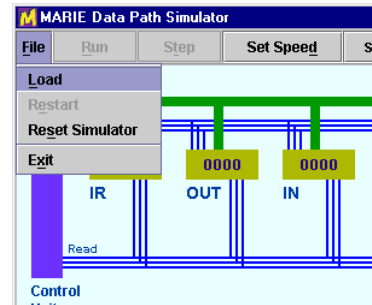 MARIE Data Path Simulator
File Run Step Set Speed
Load
Restart
Reset Simulator
Exit
0000 0000
IR OUT IN
Read
Control